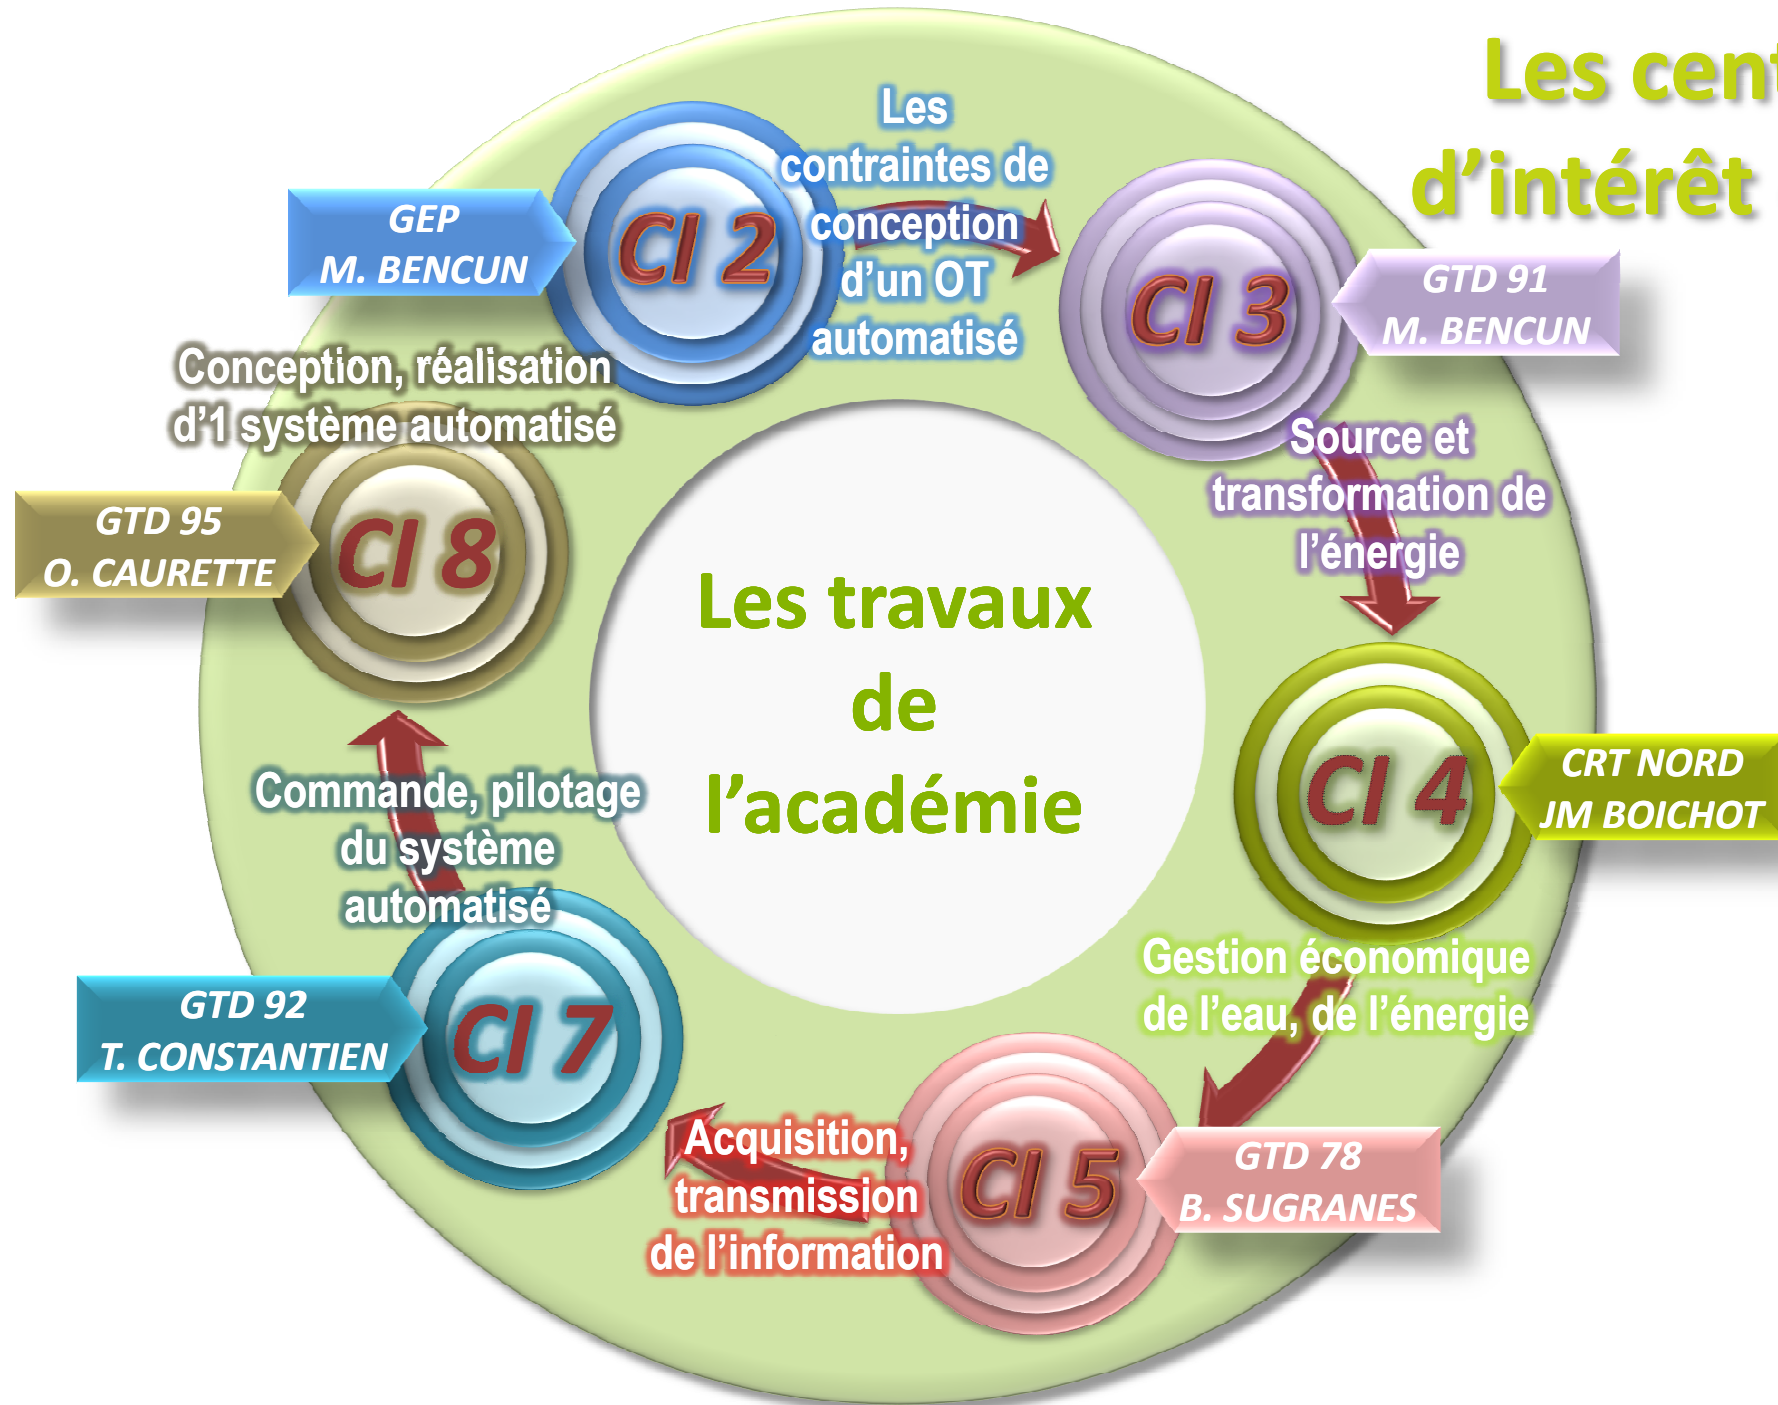 Les
d'intérêt
GEP
M. BENCUN
CI 2
Les
contraintes de
conception
d'un OT
automatisé
CI 3
GTD 91
M. BENCUN
Source et
transformation de
l'énergie
CI 4
CRT NORD
JM BOICHOT
Gestion économique
de l'eau, de l'énergie
CI 5
GTD 78
B. SUGRANES
Acquisition,
transmission
de l'information
CI 7
GTD 92
T. CONSTANTIEN
Commande, pilotage
du système
automatisé
CI 8
GTD 95
O. CAURETTE
Conception, réalisation
d'1 système automatisé
Les travaux
de
l'académie